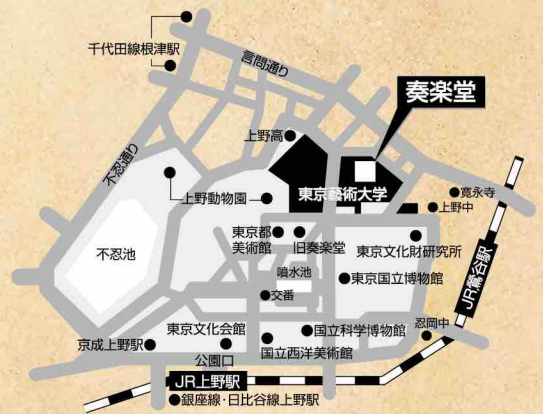 千代田線根津駅
言問通り
奏楽堂
上野高
不忍通り
上野動物園
東京藝術大学
寛永寺
上野中
東京都
美術館
旧奏楽堂
東京文化財研究所
不忍池
噴水池
東京国立博物館
JR鶯谷駅
交番
忍岡中
東京文化会館
国立科学博物館
京成上野駅
公園口
国立西洋美術館
JR上野駅
銀座線・日比谷線上野駅